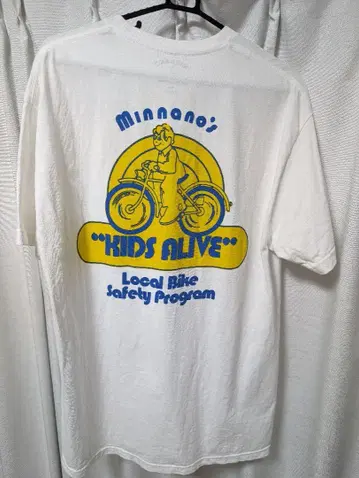 Minnano's
"KIDS ALIVE"
Local Bike
Safety Program